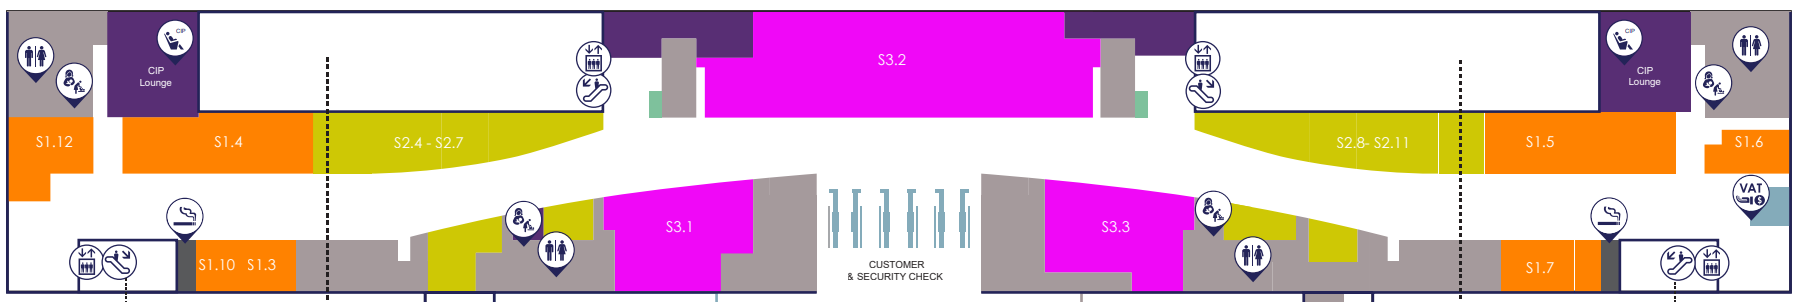 CIP
CIP
Lounge
S3.2
CIP
CIP
Lounge
S1.12
S1.4
S2.4 - S2.7
S2.8- S2.11
S1.5
S1.6
VAT
S3.1
S3.3
S1.10 S1.3
CUSTOMER
& SECURITY CHECK
S1.7